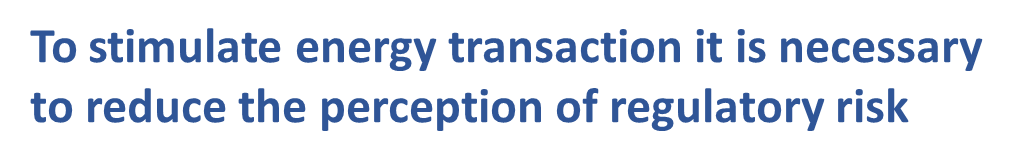 To stimulate energy transaction it is necessary
to reduce the perception of regulatory risk